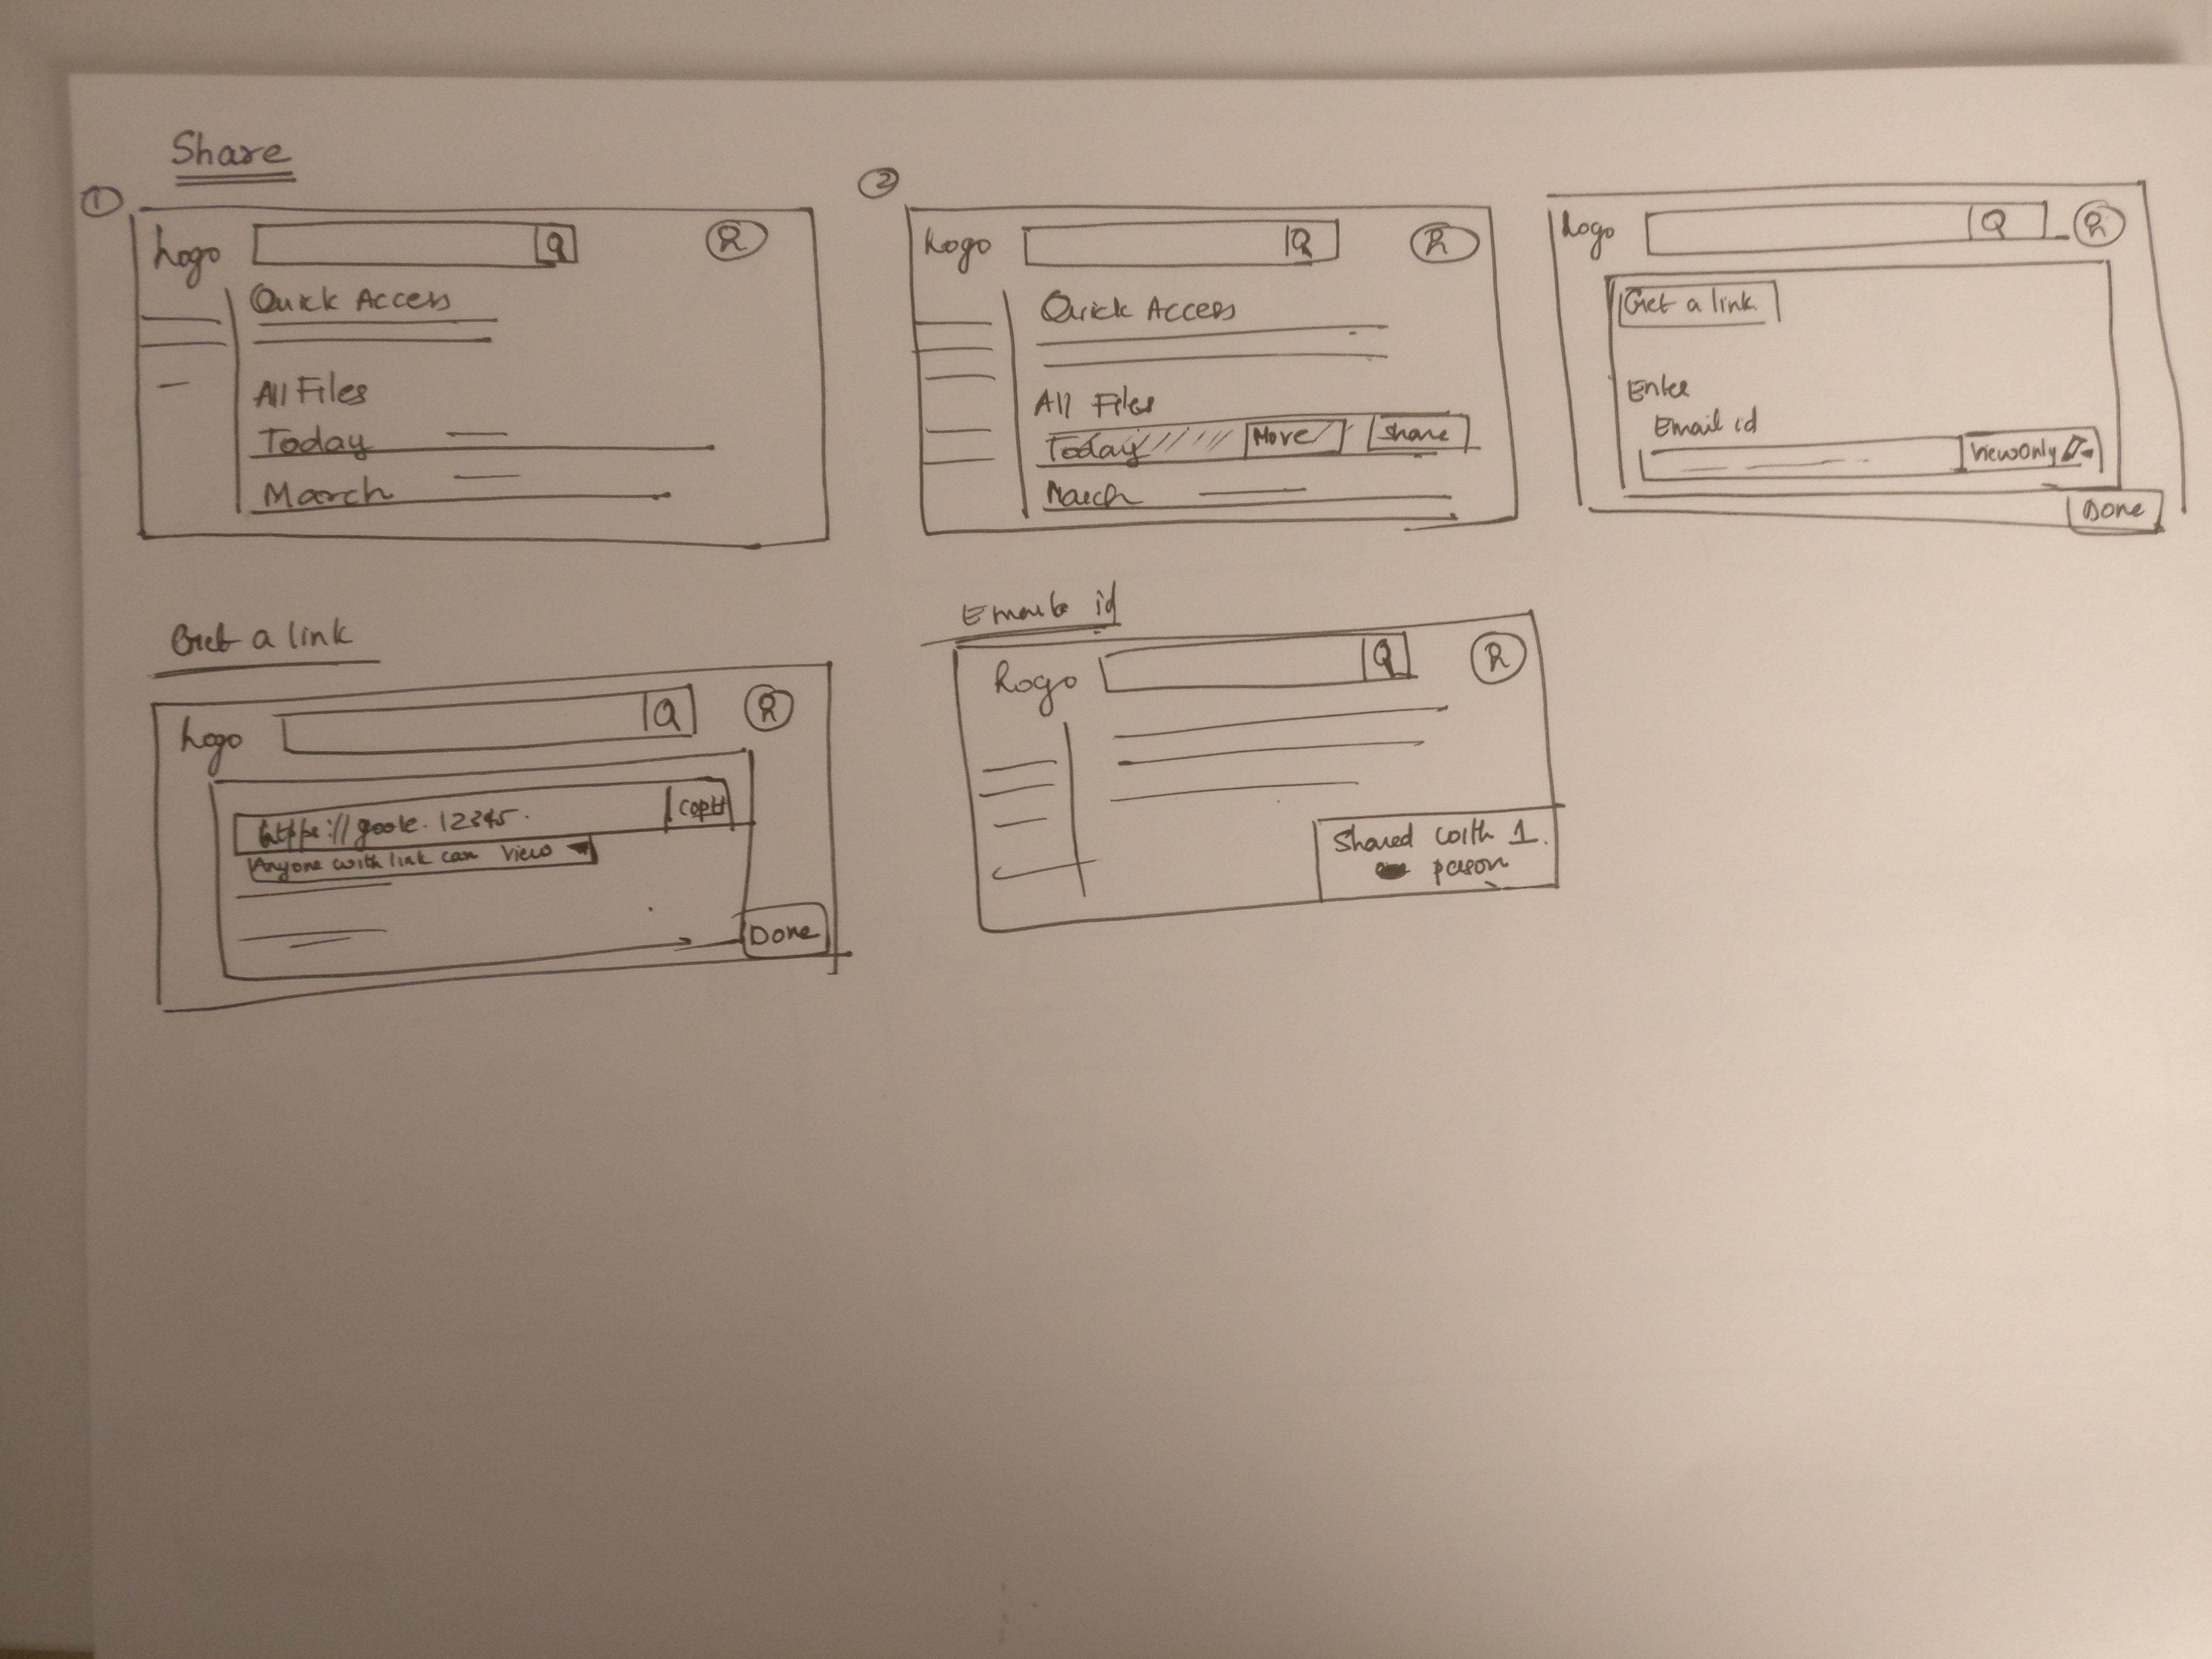 Share
1
Logo Q R
Quick Access
All Files
Today
March
2
Logo Q R
Quick Access
All Files
Today Move Share
March
Logo Q R
Get a link
Enter
Email id
View Only
Done
Get a link
Logo Q R
https://goole.12345.
Anyone with link can view
Done
id
Logo Q R
Shared with 1.
person